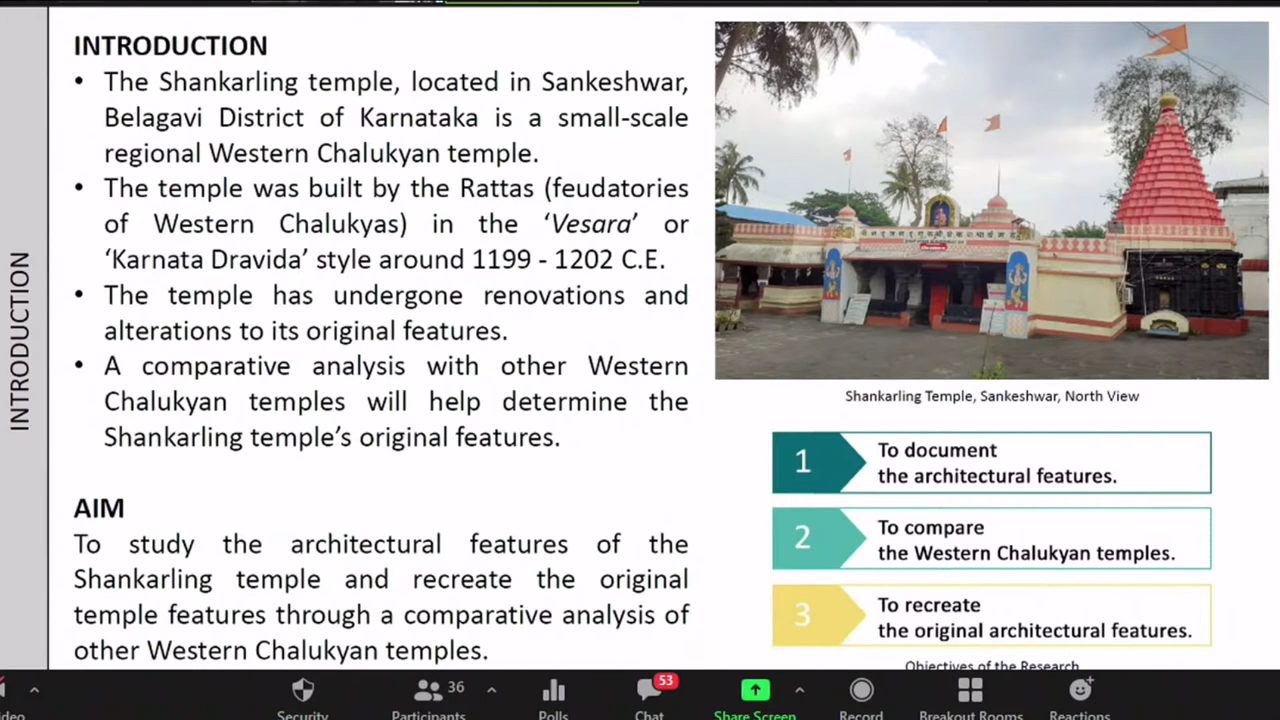 INTRODUCTION
INTRODUCTION
• The Shankarling temple, located in Sankeshwar,
Belagavi District of Karnataka is a small-scale
regional Western Chalukyan temple.
• The temple was built by the Rattas (feudatories
of Western Chalukyas) in the ‘Vesara’ or
‘Karnata Dravida’ style around 1199 - 1202 C.E.
• The temple has undergone renovations and
alterations to its original features.
• A comparative analysis with other Western
Chalukyan temples will help determine the
Shankarling temple’s original features.
AIM
To study the architectural features of the
Shankarling temple and recreate the original
temple features through a comparative analysis of
other Western Chalukyan temples.
Shankarling Temple, Sankeshwar, North View
1
To document
the architectural features.
2
To compare
the Western Chalukyan temples.
3
To recreate
the original architectural features.
Objectives of the Research
Security
Participants
36
Polls
Chat
53
Share Screen
Record
Breakout Rooms
Reactions